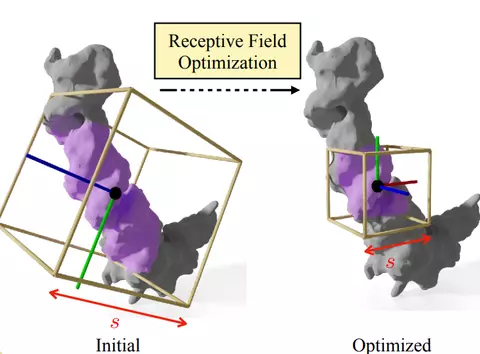 Receptive Field
Optimization
s
s
Initial
Optimized